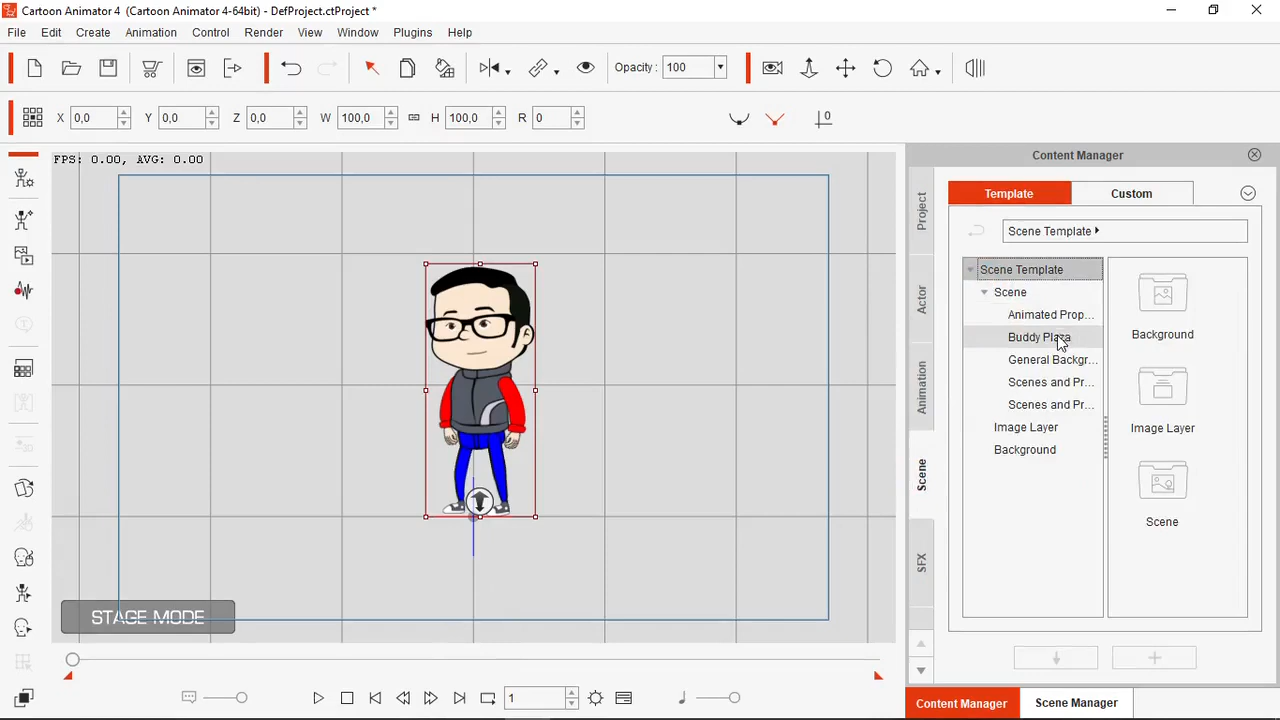 Cartoon Animator 4 (Cartoon Animator 4-64bit) - DefProject.ctProject *
File Edit Create Animation Control Render View Window Plugins Help
Opacity : 100
X 0,0 Y 0,0 Z 0,0 W 100,0 H 100,0 R 0
FPS: 0.00, AVG: 0.00
STAGE MODE
1
Content Manager
Project
Actor
Animation
Scene
SFX
Template Custom
Scene Template
Scene Template
Scene
Animated Prop...
Buddy Plaza
General Backgr...
Scenes and Pr...
Scenes and Pr...
Image Layer
Background
Background
Image Layer
Scene
Content Manager Scene Manager